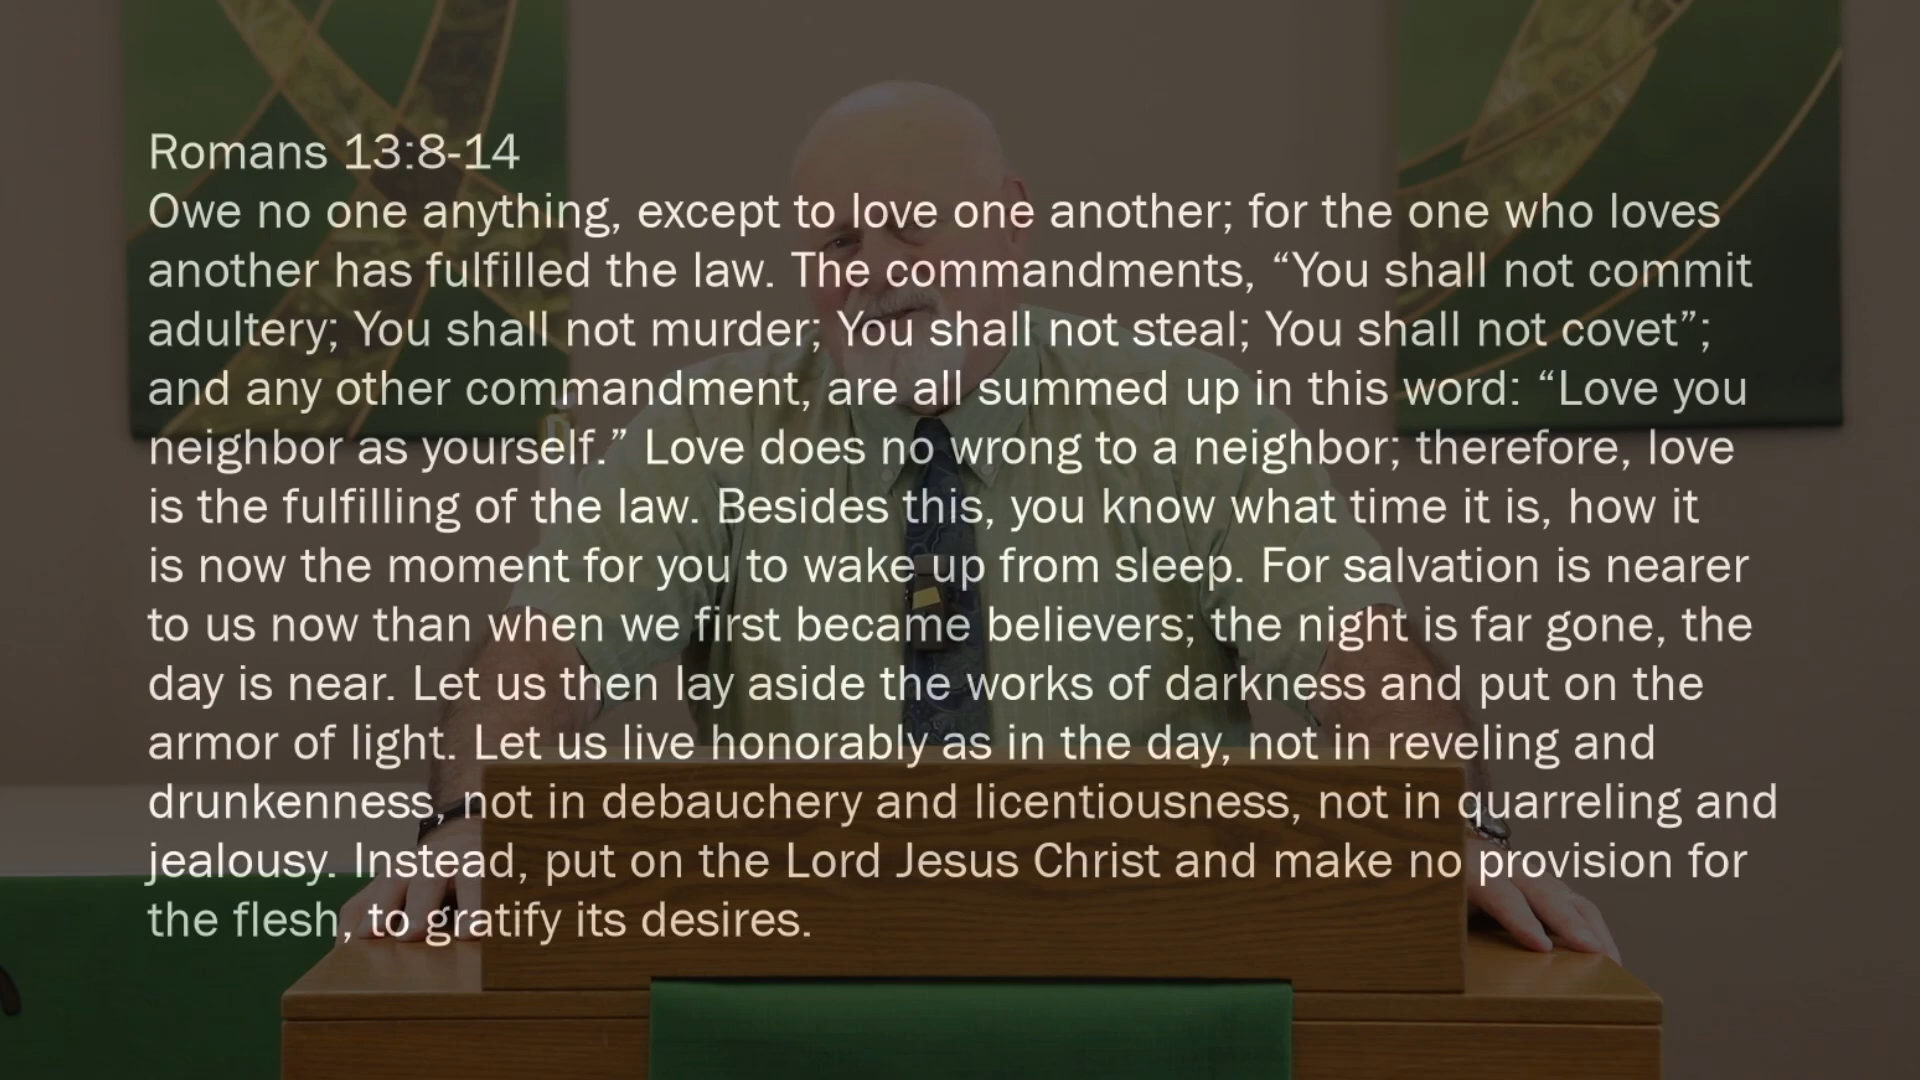 Romans 13:8-14
Owe no one anything, except to love one another; for the one who loves
another has fulfilled the law. The commandments, “You shall not commit
adultery; You shall not murder; You shall not steal; You shall not covet”;
and any other commandment, are all summed up in this word: “Love you
neighbor as yourself.” Love does no wrong to a neighbor; therefore, love
is the fulfilling of the law. Besides this, you know what time it is, how it
is now the moment for you to wake up from sleep. For salvation is nearer
to us now than when we first became believers; the night is far gone, the
day is near. Let us then lay aside the works of darkness and put on the
armor of light. Let us live honorably as in the day, not in reveling and
drunkenness, not in debauchery and licentiousness, not in quarreling and
jealousy. Instead, put on the Lord Jesus Christ and make no provision for
the flesh, to gratify its desires.